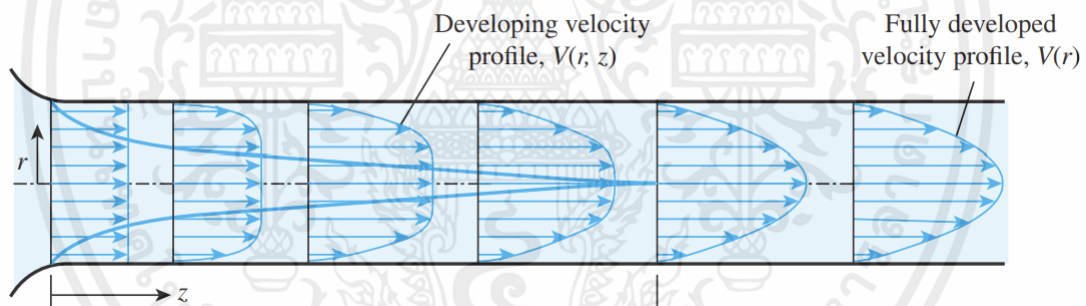 Developing velocity
profile, V(r, z)
Fully developed
velocity profile, V(r)
r
z